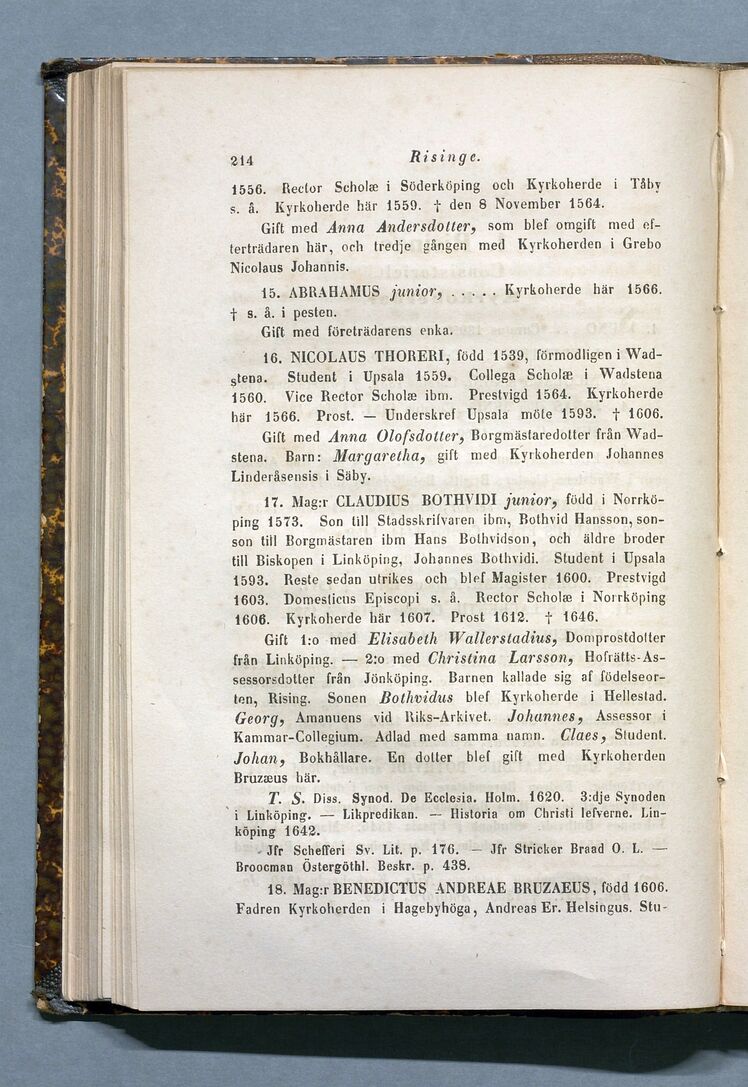 214 Risinge.
1556. Rector Scholæ i Söderköping och Kyrkoherde i Tåby
s. å. Kyrkoherde här 1559. † den 8 November 1564.
Gift med Anna Andersdotter, som blef omgift med ef-
terträdaren här, och tredje gången med Kyrkoherden i Grebo
Nicolaus Johannis.
15. ABRAHAMUS junior, . . . . . Kyrkoherde här 1566.
† s. å. i pesten.
Gift med företrädarens enka.
16. NICOLAUS THORERI, född 1539, förmodligen i Wad-
stena. Student i Upsala 1559. Collega Scholæ i Wadstena
1560. Vice Rector Scholæ ibm. Prestvigd 1564. Kyrkoherde
här 1566. Prost. — Underskref Upsala möte 1593. † 1606.
Gift med Anna Olofsdotter, Borgmästaredotter från Wad-
stena. Barn: Margaretha, gift med Kyrkoherden Johannes
Linderåsensis i Säby.
17. Mag:r CLAUDIUS BOTHVIDI junior, född i Norrkö-
ping 1573. Son till Stadsskrifvaren ibm, Bothvid Hansson, son-
son till Borgmästaren ibm Hans Bothvidson, och äldre broder
till Biskopen i Linköping, Johannes Bothvidi. Student i Upsala
1593. Reste sedan utrikes och blef Magister 1600. Prestvigd
1603. Domesticus Episcopi s. å. Rector Scholæ i Norrköping
1606. Kyrkoherde här 1607. Prost 1612. † 1646.
Gift 1:o med Elisabeth Wallerstadius, Domprostdotter
från Linköping. — 2:o med Christina Larsson, Hofrätts-As-
sessorsdotter från Jönköping. Barnen kallade sig af födelseor-
ten, Rising. Sonen Bothvidus blef Kyrkoherde i Hellestad.
Georg, Amanuens vid Riks-Arkivet. Johannes, Assessor i
Kammar-Collegium. Adlad med samma namn. Claes, Student.
Johan, Bokhållare. En dotter blef gift med Kyrkoherden
Bruzæus här.
T. S. Diss. Synod. De Ecclesia. Holm. 1620. 3:dje Synoden
i Linköping. — Likpredikan. — Historia om Christi lefverne. Lin-
köping 1642.
Jfr Schefferi Sv. Lit. p. 176. — Jfr Stricker Braad O. L. —
Broocman Östergöthl. Beskr. p. 438.
18. Mag:r BENEDICTUS ANDREAE BRUZAEUS, född 1606.
Fadren Kyrkoherden i Hagebyhöga, Andreas Er. Helsingus. Stu-